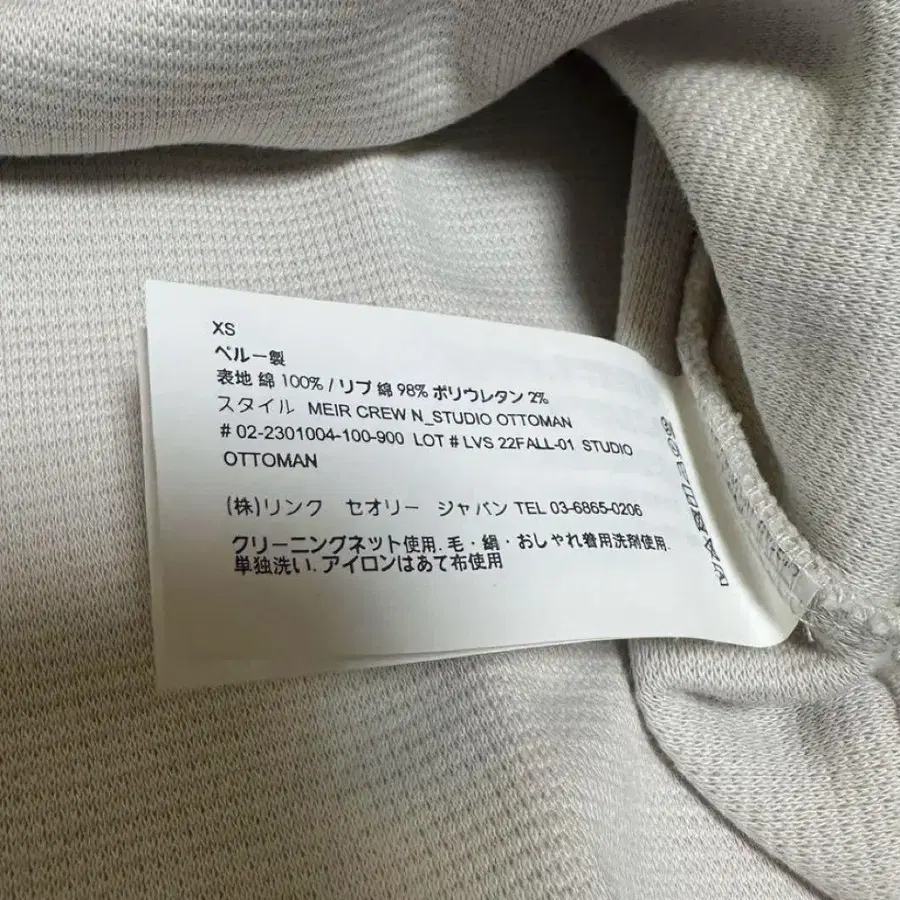 XS
ペルー製
表地 綿 100% / リブ 綿 98% ポリウレタン 2%
スタイル MEIR CREW N_STUDIO OTTOMAN
# 02-2301004-100-900 LOT # LVS 22FALL-01 STUDIO
OTTOMAN
(株)リンク セオリー ジャパン TEL 03-6865-0206
クリーニングネット使用. 毛・絹・おしゃれ着用洗剤使用.
単独洗い. アイロンはあて布使用